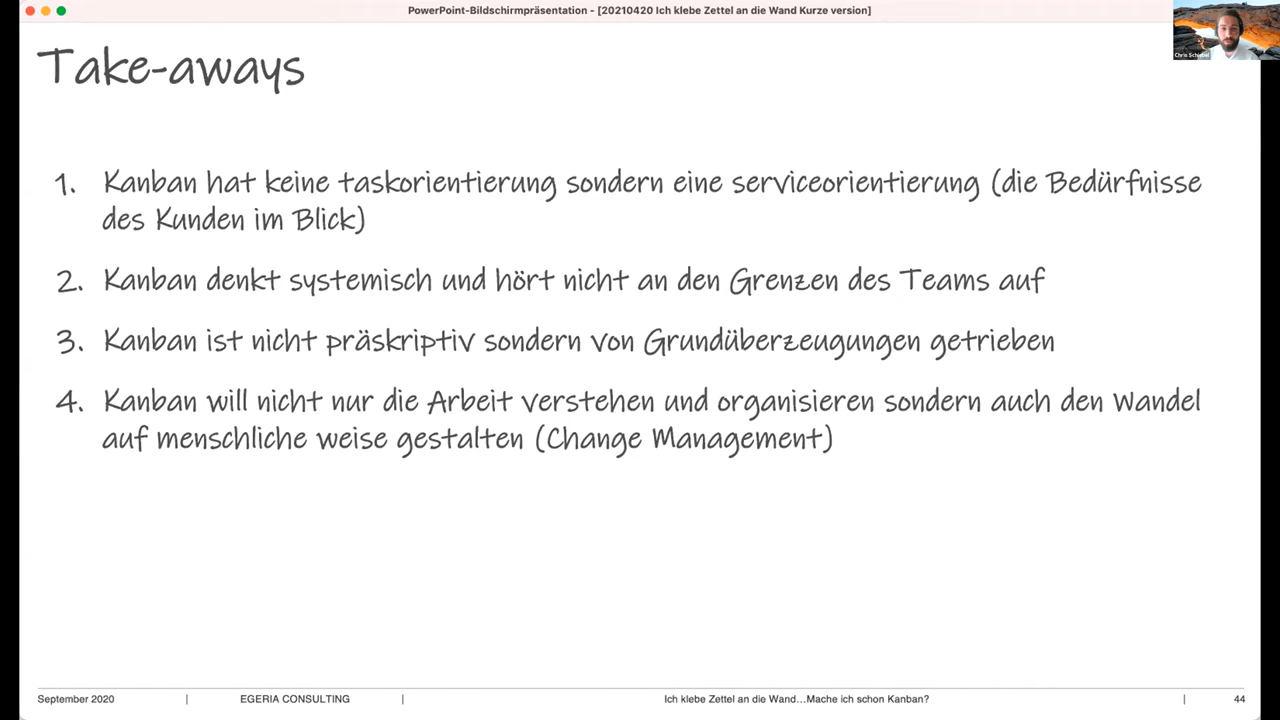 PowerPoint-Bildschirmpräsentation - [20210420 Ich klebe Zettel an die Wand Kurze version]
Chris Schiebel
Take-aways
1. Kanban hat keine taskorientierung sondern eine serviceorientierung (die Bedürfnisse
des Kunden im Blick)
2. Kanban denkt systemisch und hört nicht an den Grenzen des Teams auf
3. Kanban ist nicht präskriptiv sondern von Grundüberzeugungen getrieben
4. Kanban will nicht nur die Arbeit verstehen und organisieren sondern auch den Wandel
auf menschliche weise gestalten (Change Management)
September 2020 | EGERIA CONSULTING | Ich klebe Zettel an die Wand...Mache ich schon Kanban? | 44